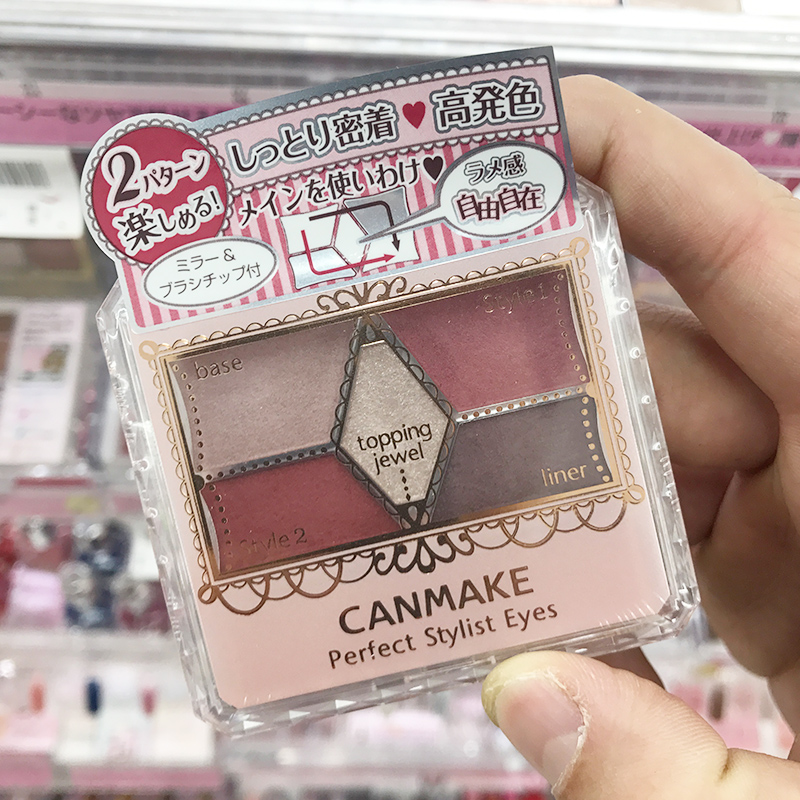 2パターン
楽しめる!
しっとり密着♥高発色
メインを使いわけ♥
ラメ感
自由自在
ミラー&
ブラシチップ付
base
Style1
topping
jewel
liner
Style2
CANMAKE
Perfect Stylist Eyes